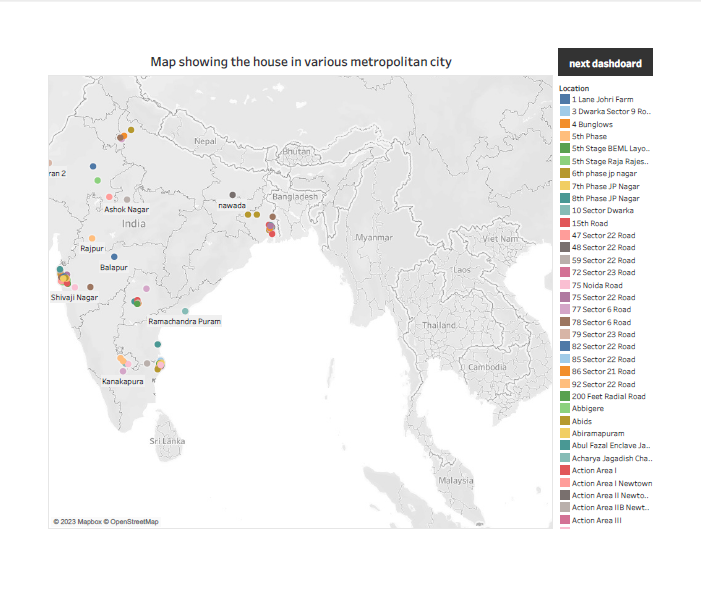 Map showing the house in various metropolitan city
next dashdoard
Nepal
Bhutan
ran 2
nawada
Bangladesh
Ashok Nagar
India
Myanmar
Viet Nam
Rajpur
Balapur
Laos
Shivaji Nagar
Ramachandra Puram
Thailand
Cambodia
Kanakapura
Sri Lanka
Malaysia
© 2023 Mapbox © OpenStreetMap
Location
1 Lane Johri Farm
3 Dwarka Sector 9 Ro..
4 Bunglows
5th Phase
5th Stage BEML Layo..
5th Stage Raja Rajes..
6th phase jp nagar
7th Phase JP Nagar
8th Phase JP Nagar
10 Sector Dwarka
15th Road
47 Sector 22 Road
48 Sector 22 Road
59 Sector 22 Road
72 Sector 23 Road
75 Noida Road
75 Sector 22 Road
77 Sector 6 Road
78 Sector 6 Road
79 Sector 23 Road
82 Sector 22 Road
85 Sector 22 Road
86 Sector 21 Road
92 Sector 22 Road
200 Feet Radial Road
Abbigere
Abids
Abiramapuram
Abul Fazal Enclave Ja..
Acharya Jagadish Cha..
Action Area I
Action Area I Newtown
Action Area II Newto..
Action Area IIB Newt..
Action Area III